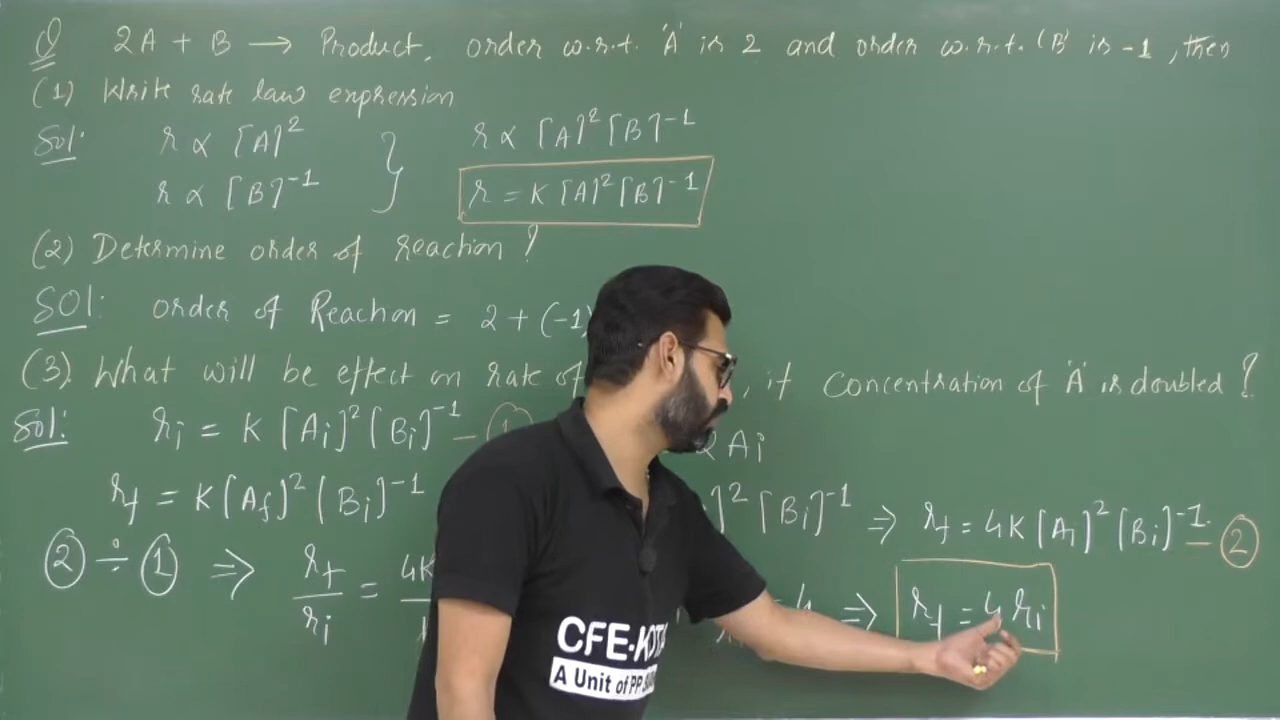 Q 2A + B → Product, order w.r.t. 'A' is 2 and order w.r.t. 'B' is -1, then
(1) Write rate law expression
Sol: r ∝ [A]² } r ∝ [A]² [B]⁻¹
r ∝ [B]⁻¹ r = K [A]² [B]⁻¹
(2) Determine order of reaction?
SOl: order of Reaction = 2 + (-1)
(3). What will be effect on rate of , if Concentration of 'A' is doubled?
Sol: rᵢ = K [Aᵢ]² [Bᵢ]⁻¹ – ① 2Aᵢ
r_f = K [A_f]² [Bᵢ]⁻¹ ]² [Bᵢ]⁻¹ ⇒ r_f = 4K [Aᵢ]² [Bᵢ]⁻¹ – ②
② ÷ ① ⇒ r_f / rᵢ = 4K = 4 ⇒ r_f = 4 rᵢ
CFE-KOTA
A Unit of PP